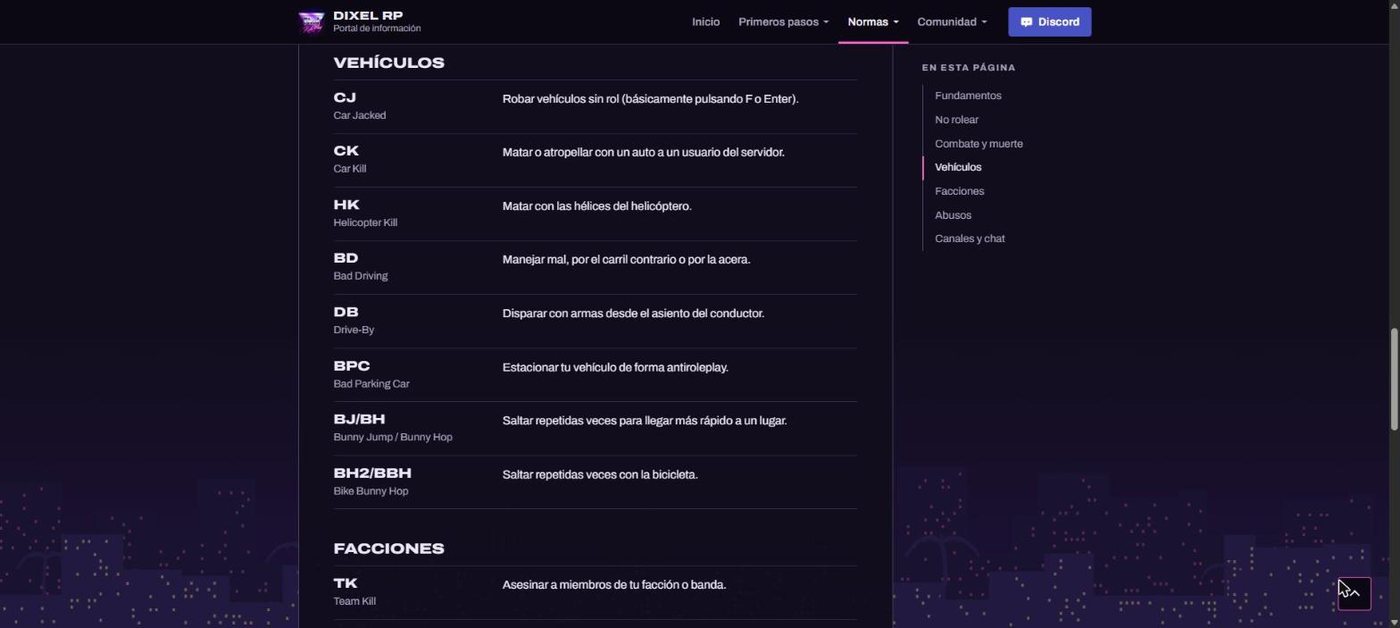 DIXEL RP
Portal de información
Inicio
Primeros pasos
Normas
Comunidad
Discord
VEHÍCULOS
CJ
Car Jacked
Robar vehículos sin rol (básicamente pulsando F o Enter).
CK
Car Kill
Matar o atropellar con un auto a un usuario del servidor.
HK
Helicopter Kill
Matar con las hélices del helicóptero.
BD
Bad Driving
Manejar mal, por el carril contrario o por la acera.
DB
Drive-By
Disparar con armas desde el asiento del conductor.
BPC
Bad Parking Car
Estacionar tu vehículo de forma antiroleplay.
BJ/BH
Bunny Jump / Bunny Hop
Saltar repetidas veces para llegar más rápido a un lugar.
BH2/BBH
Bike Bunny Hop
Saltar repetidas veces con la bicicleta.
FACCIONES
TK
Team Kill
Asesinar a miembros de tu facción o banda.
EN ESTA PÁGINA
Fundamentos
No rolear
Combate y muerte
Vehículos
Facciones
Abusos
Canales y chat